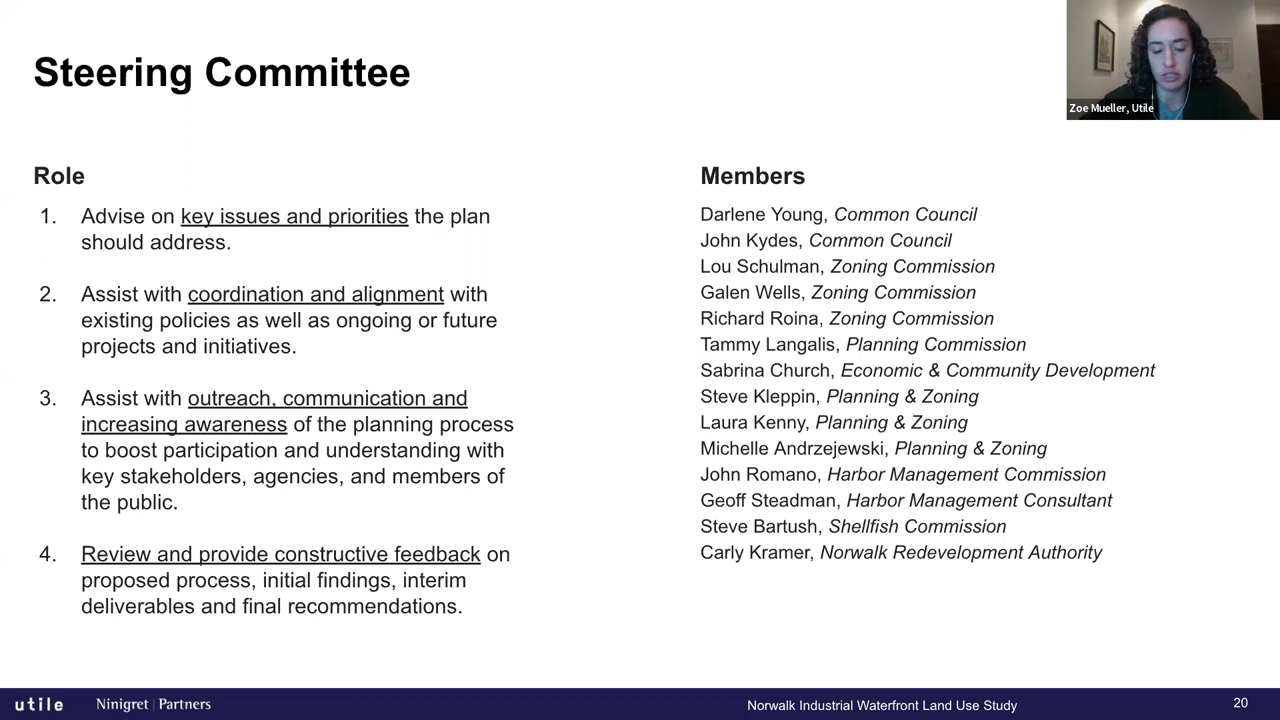 Steering Committee
Zoe Mueller, Utile
Role
1. Advise on key issues and priorities the plan
should address.
2. Assist with coordination and alignment with
existing policies as well as ongoing or future
projects and initiatives.
3. Assist with outreach, communication and
increasing awareness of the planning process
to boost participation and understanding with
key stakeholders, agencies, and members of
the public.
4. Review and provide constructive feedback on
proposed process, initial findings, interim
deliverables and final recommendations.
Members
Darlene Young, Common Council
John Kydes, Common Council
Lou Schulman, Zoning Commission
Galen Wells, Zoning Commission
Richard Roina, Zoning Commission
Tammy Langalis, Planning Commission
Sabrina Church, Economic & Community Development
Steve Kleppin, Planning & Zoning
Laura Kenny, Planning & Zoning
Michelle Andrzejewski, Planning & Zoning
John Romano, Harbor Management Commission
Geoff Steadman, Harbor Management Consultant
Steve Bartush, Shellfish Commission
Carly Kramer, Norwalk Redevelopment Authority
utile
Ninigret | Partners
Norwalk Industrial Waterfront Land Use Study
20